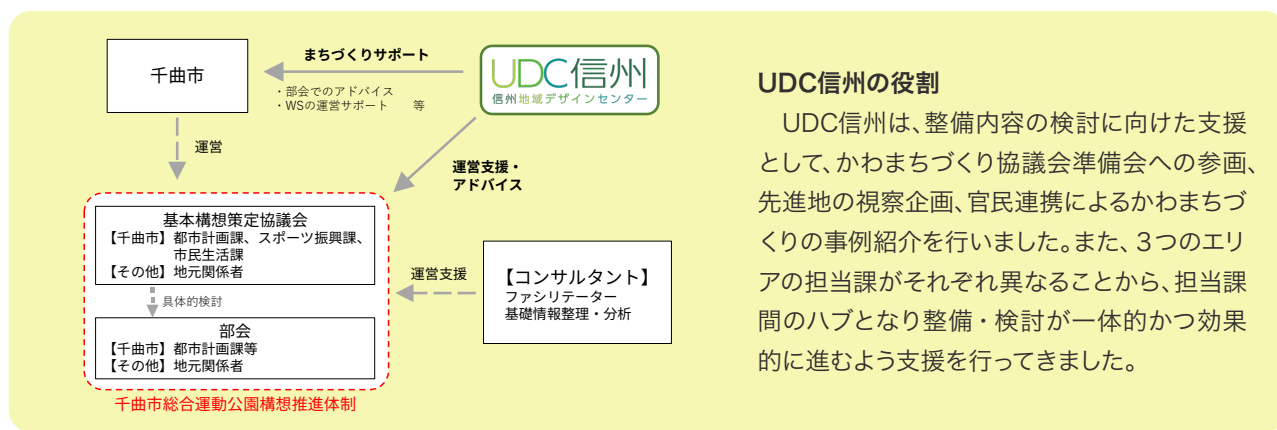 千曲市
まちづくりサポート
・部会でのアドバイス
・WSの運営サポート　　等
UDC信州
信州地域デザインセンター
運営
運営支援・
アドバイス
基本構想策定協議会
【千曲市】都市計画課、スポーツ振興課、
市民生活課
【その他】地元関係者
具体的検討
部会
【千曲市】都市計画課等
【その他】地元関係者
運営支援
【コンサルタント】
ファシリテーター
基礎情報整理・分析
千曲市総合運動公園構想推進体制
UDC信州の役割
　UDC信州は、整備内容の検討に向けた支援
として、かわまちづくり協議会準備会への参画、
先進地の視察企画、官民連携によるかわまちづ
くりの事例紹介を行いました。また、３つのエリ
アの担当課がそれぞれ異なることから、担当課
間のハブとなり整備・検討が一体的かつ効果
的に進むよう支援を行ってきました。